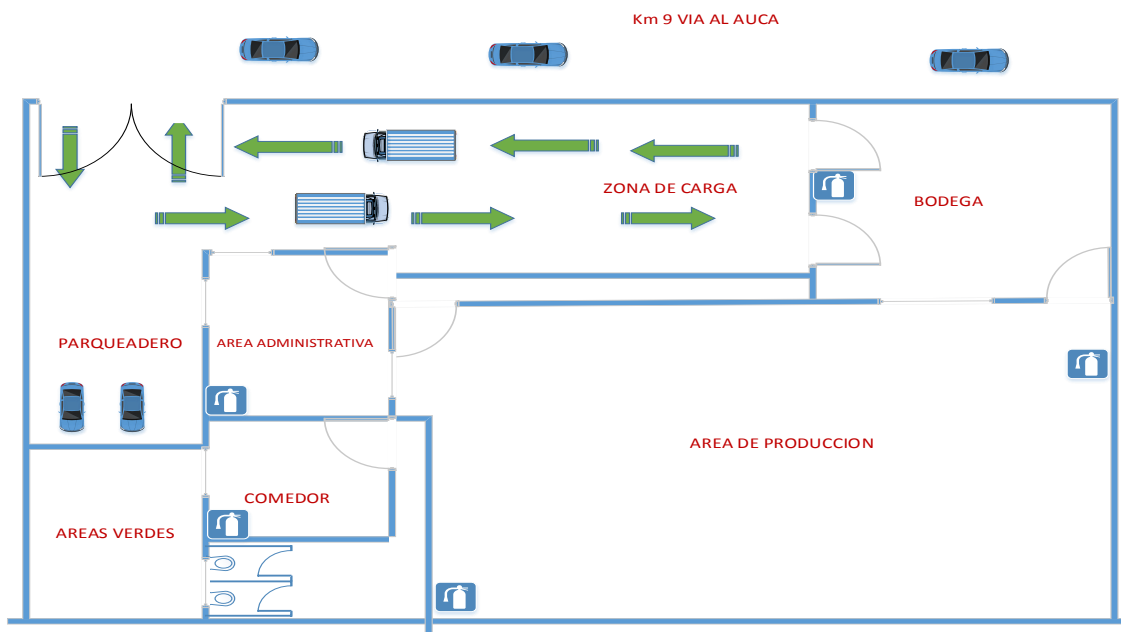 Km 9 VIA AL AUCA
ZONA DE CARGA
BODEGA
PARQUEADERO
AREA ADMINISTRATIVA
AREA DE PRODUCCION
COMEDOR
AREAS VERDES